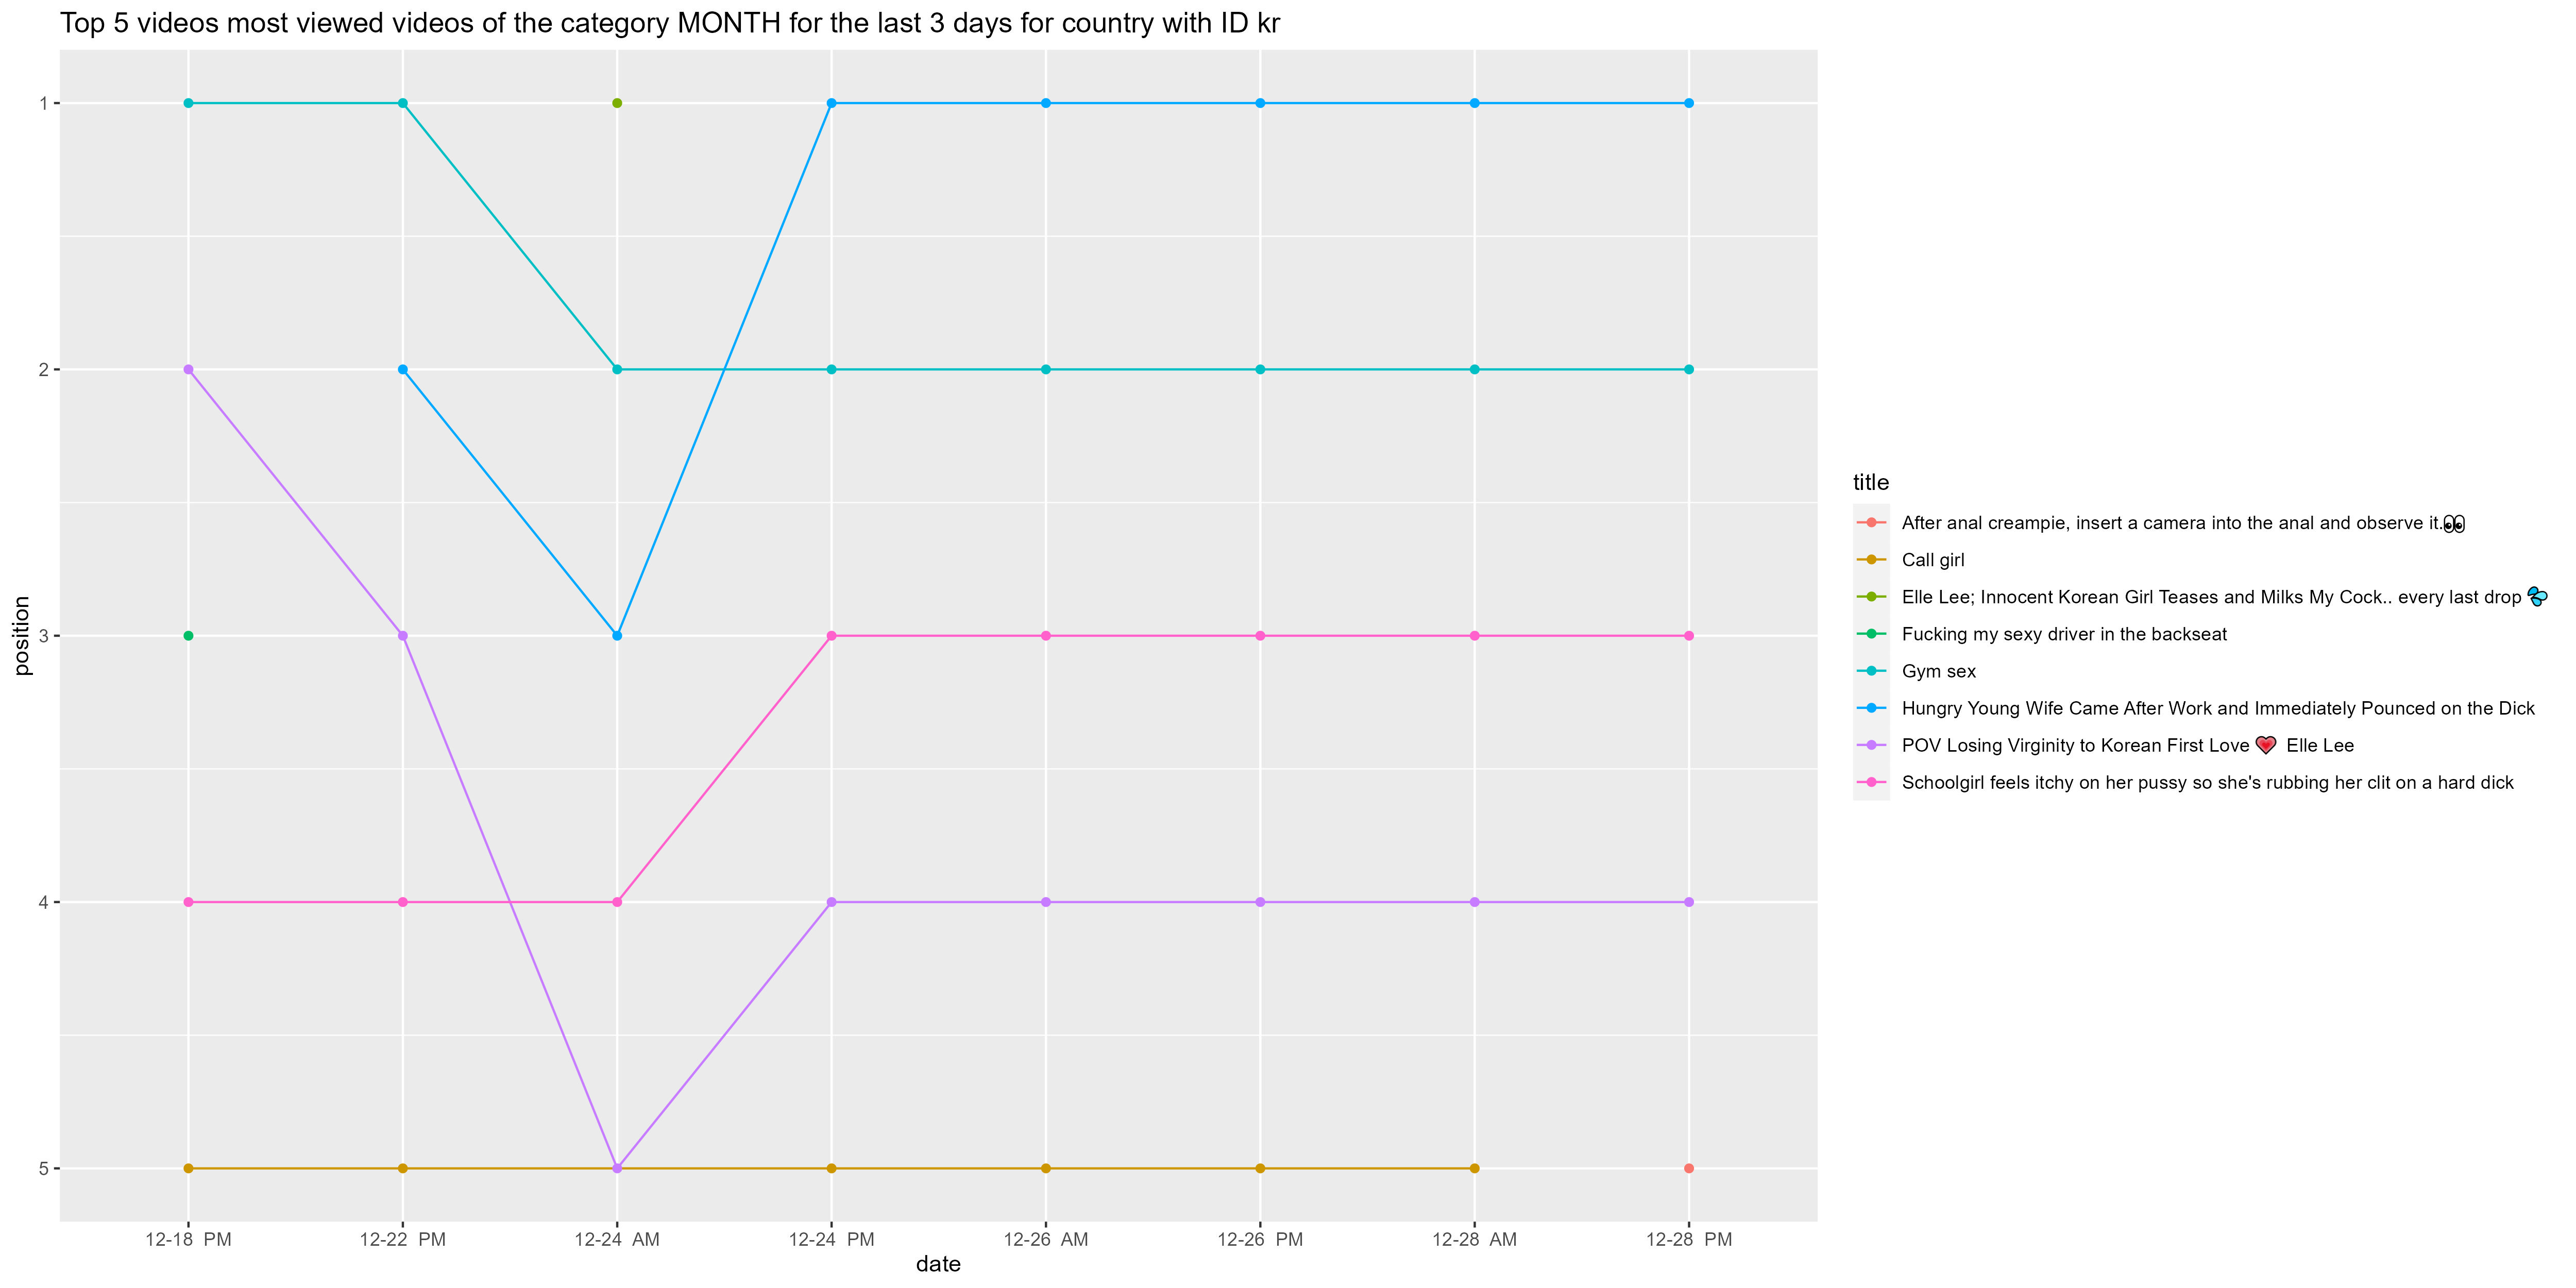 Top 5 videos most viewed videos of the category MONTH for the last 3 days for country with ID kr
position
1
2
3
4
5
12-18 PM
12-22 PM
12-24 AM
12-24 PM
12-26 AM
12-26 PM
12-28 AM
12-28 PM
date
title
After anal creampie, insert a camera into the anal and observe it.👀
Call girl
Elle Lee; Innocent Korean Girl Teases and Milks My Cock.. every last drop 💦
Fucking my sexy driver in the backseat
Gym sex
Hungry Young Wife Came After Work and Immediately Pounced on the Dick
POV Losing Virginity to Korean First Love 💗 Elle Lee
Schoolgirl feels itchy on her pussy so she's rubbing her clit on a hard dick